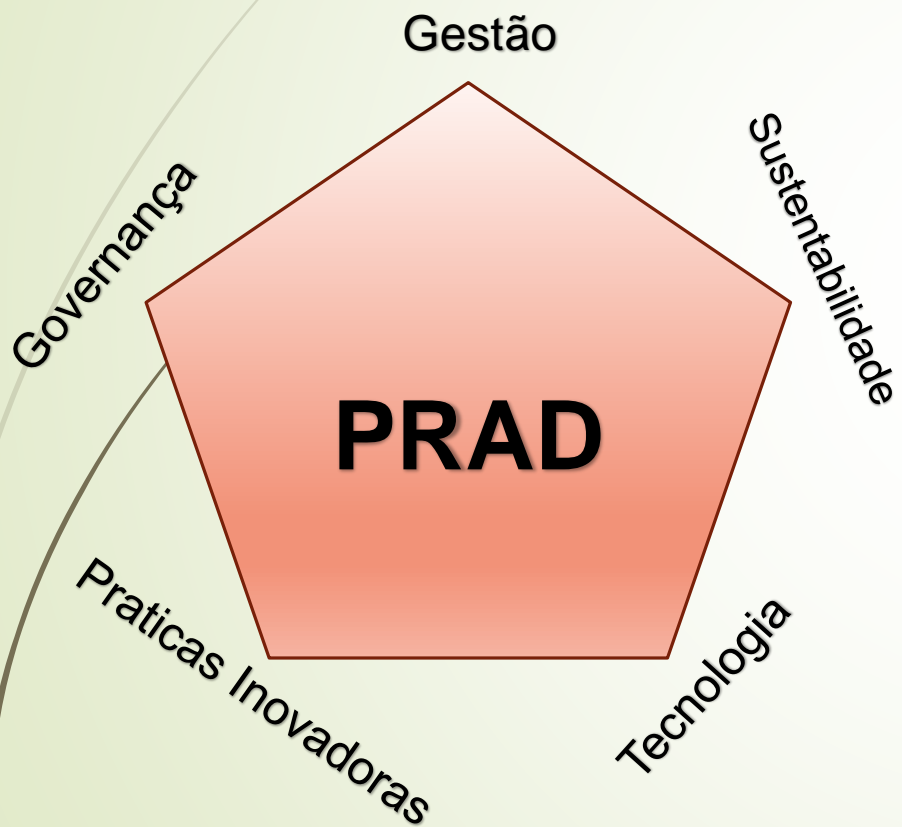 Gestão
Sustentabilidade
Governança
PRAD
Praticas Inovadoras
Tecnologia